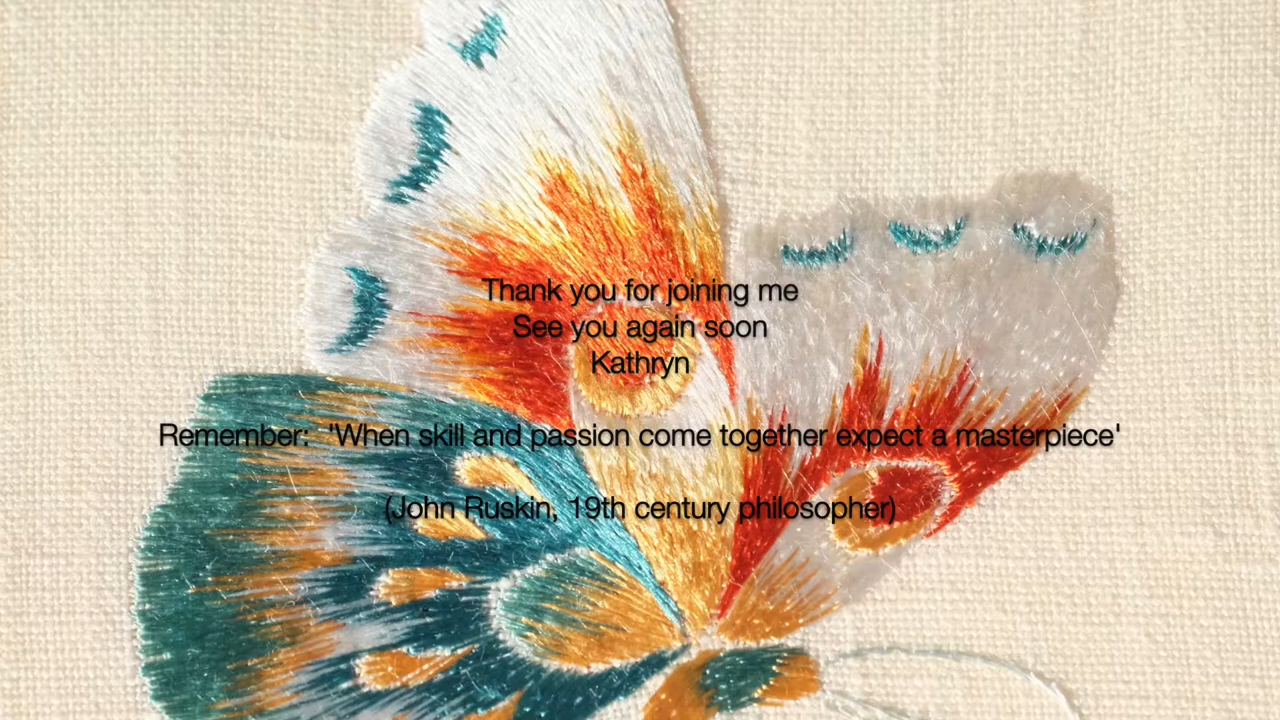 Thank you for joining me
See you again soon
Kathryn
Remember:  'When skill and passion come together expect a masterpiece'
(John Ruskin, 19th century philosopher)